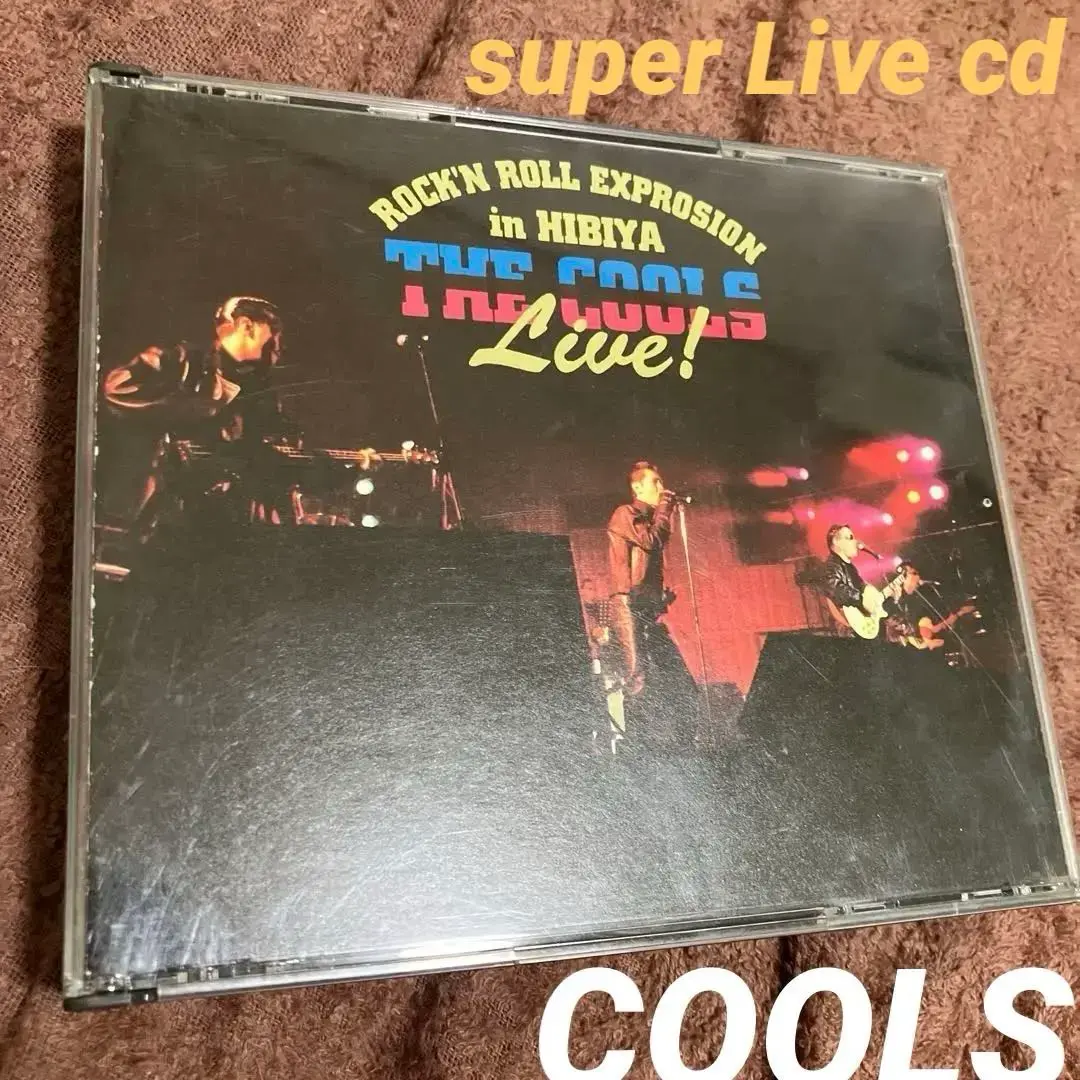 super Live cd
ROCK'N ROLL EXPROSION
in HIBIYA
THE COOLS
Live!
COOLS